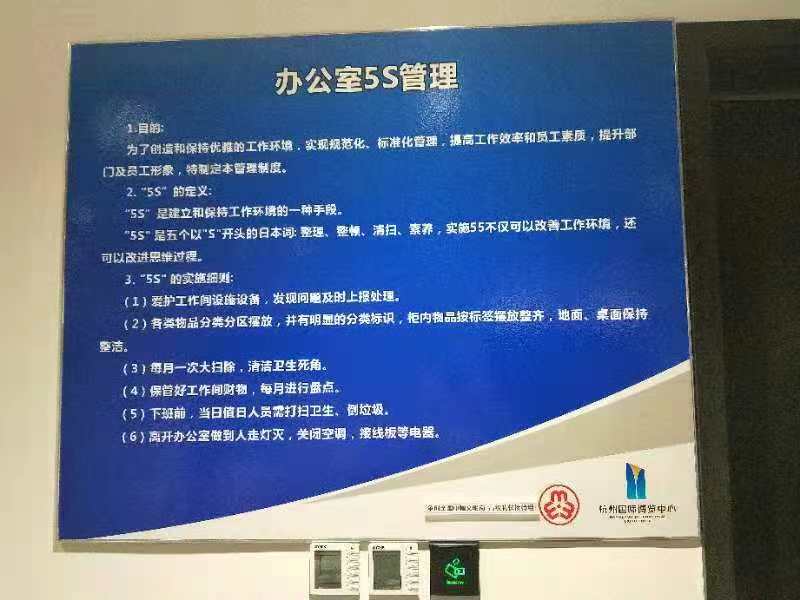 办公室5S管理
1.目的:
为了创造和保持优雅的工作环境，实现规范化、标准化管理，提高工作效率和员工素质，提升部
门及员工形象，特制定本管理制度。
2.“5S”的定义:
“5S”是建立和保持工作环境的一种手段。
“5S”是五个以"S"开头的日本词:整理、整顿、清扫、素养，实施5S不仅可以改善工作环境，还
可以改进思维过程。
3.“5S”的实施细则:
（1）爱护工作间设施设备，发现问题及时上报处理。
（2）各类物品分类分区摆放，并有明显的分类标识，柜内物品按标签摆放整齐，地面、桌面保持
整洁。
（3）每月一次大扫除，清洁卫生死角。
（4）保管好工作间财物，每月进行盘点。
（5）下班前，当日值日人员需打扫卫生、倒垃圾。
（6）离开办公室做到人走灯灭，关闭空调，接线板等电器。
杭州国际博览中心